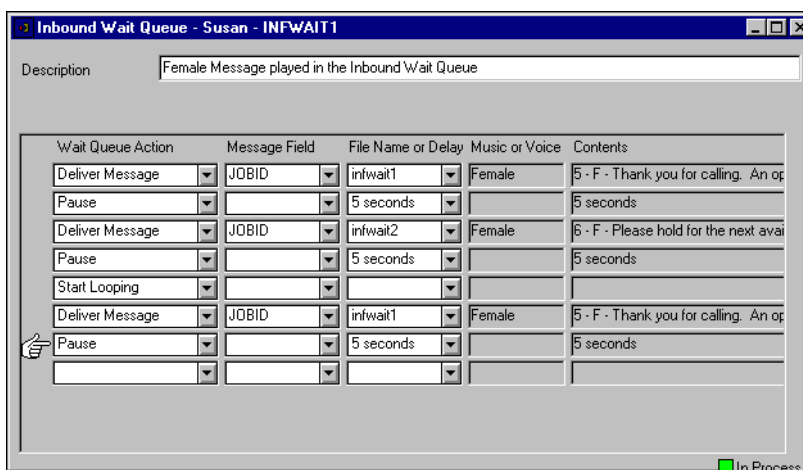 Inbound Wait Queue - Susan - INFWAIT1
Description Female Message played in the Inbound Wait Queue
Wait Queue Action Message Field File Name or Delay Music or Voice Contents
Deliver Message JOBID infwait1 Female 5 - F - Thank you for calling. An op
Pause 5 seconds 5 seconds
Deliver Message JOBID infwait2 Female 6 - F - Please hold for the next avai
Pause 5 seconds 5 seconds
Start Looping
Deliver Message JOBID infwait1 Female 5 - F - Thank you for calling. An op
Pause 5 seconds 5 seconds
In Process